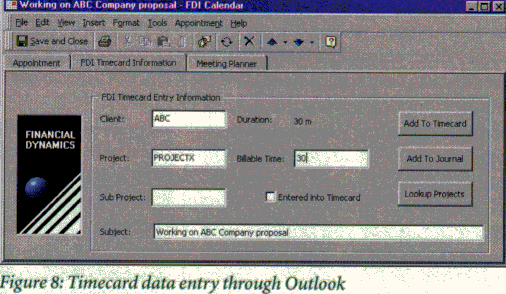 Working on ABC Company proposal - FDI Calendar
File Edit View Insert Format Tools Appointment Help
Save and Close
Appointment FDI Timecard Information Meeting Planner
FDI Timecard Entry Information
Client: ABC Duration: 30 m Add To Timecard
FINANCIAL
DYNAMICS
Project: PROJECTX Billable Time: 30 Add To Journal
Sub Project: Entered into Timecard Lookup Projects
Subject: Working on ABC Company proposal
Figure 8: Timecard data entry through Outlook